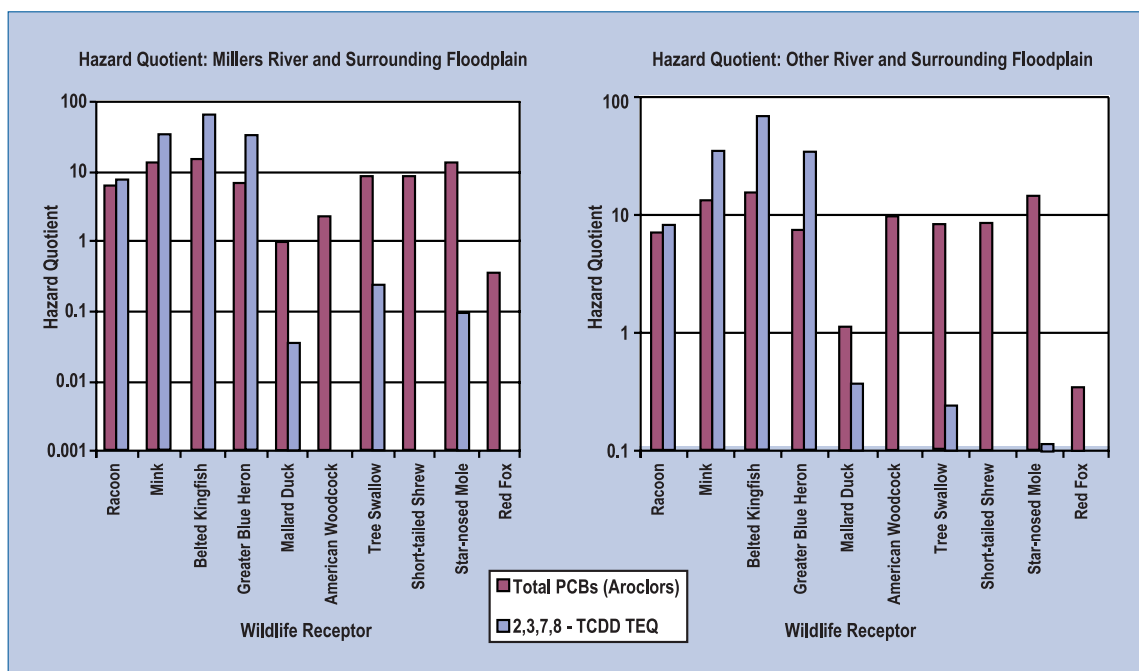 Hazard Quotient: Millers River and Surrounding Floodplain
Hazard Quotient
100
10
1
0.1
0.01
0.001
Racoon
Mink
Belted Kingfish
Greater Blue Heron
Mallard Duck
American Woodcock
Tree Swallow
Short-tailed Shrew
Star-nosed Mole
Red Fox
Wildlife Receptor
Hazard Quotient: Other River and Surrounding Floodplain
Hazard Quotient
100
10
1
0.1
Racoon
Mink
Belted Kingfish
Greater Blue Heron
Mallard Duck
American Woodcock
Tree Swallow
Short-tailed Shrew
Star-nosed Mole
Red Fox
Wildlife Receptor
Total PCBs (Aroclors)
2,3,7,8 - TCDD TEQ